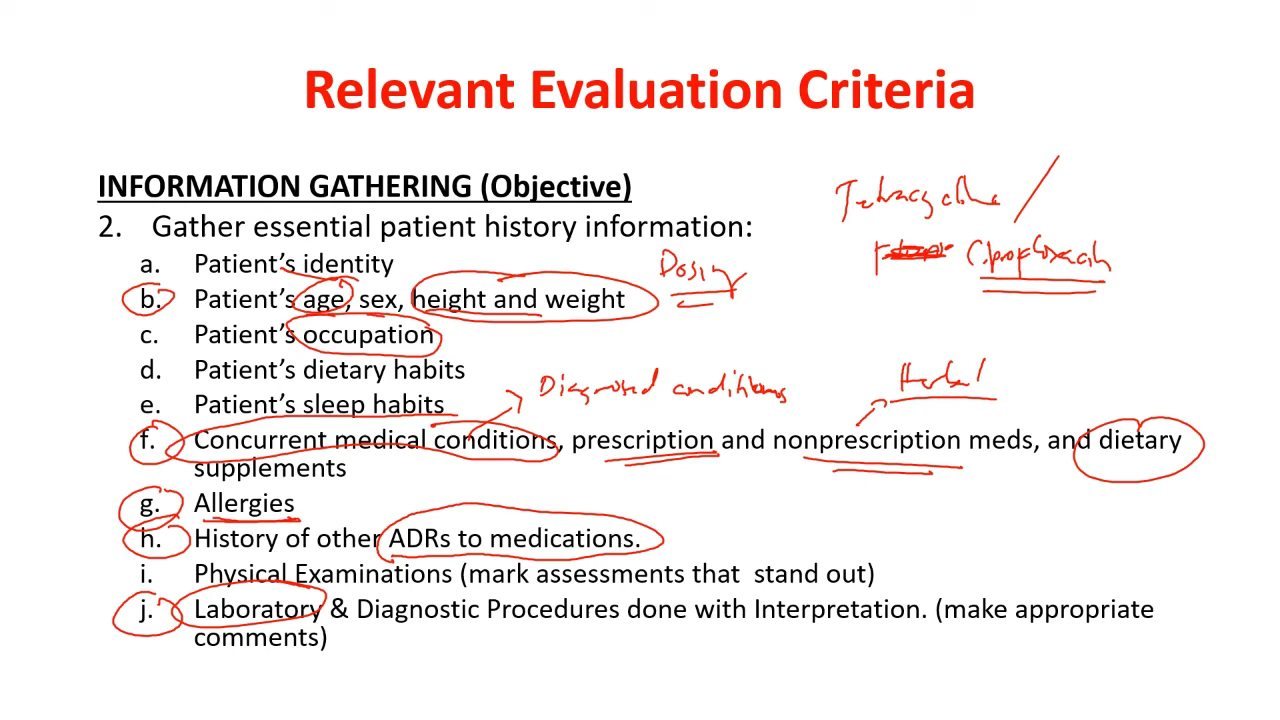 Relevant Evaluation Criteria
INFORMATION GATHERING (Objective)
Tetracycline /
2. Gather essential patient history information:
Ciprofloxacin
a. Patient's identity
Dosing
b. Patient's age, sex, height and weight
c. Patient's occupation
d. Patient's dietary habits
Diagnosed conditions
Herbal
e. Patient's sleep habits
f. Concurrent medical conditions, prescription and nonprescription meds, and dietary
supplements
g. Allergies
h. History of other ADRs to medications.
i. Physical Examinations (mark assessments that stand out)
j. Laboratory & Diagnostic Procedures done with Interpretation. (make appropriate
comments)